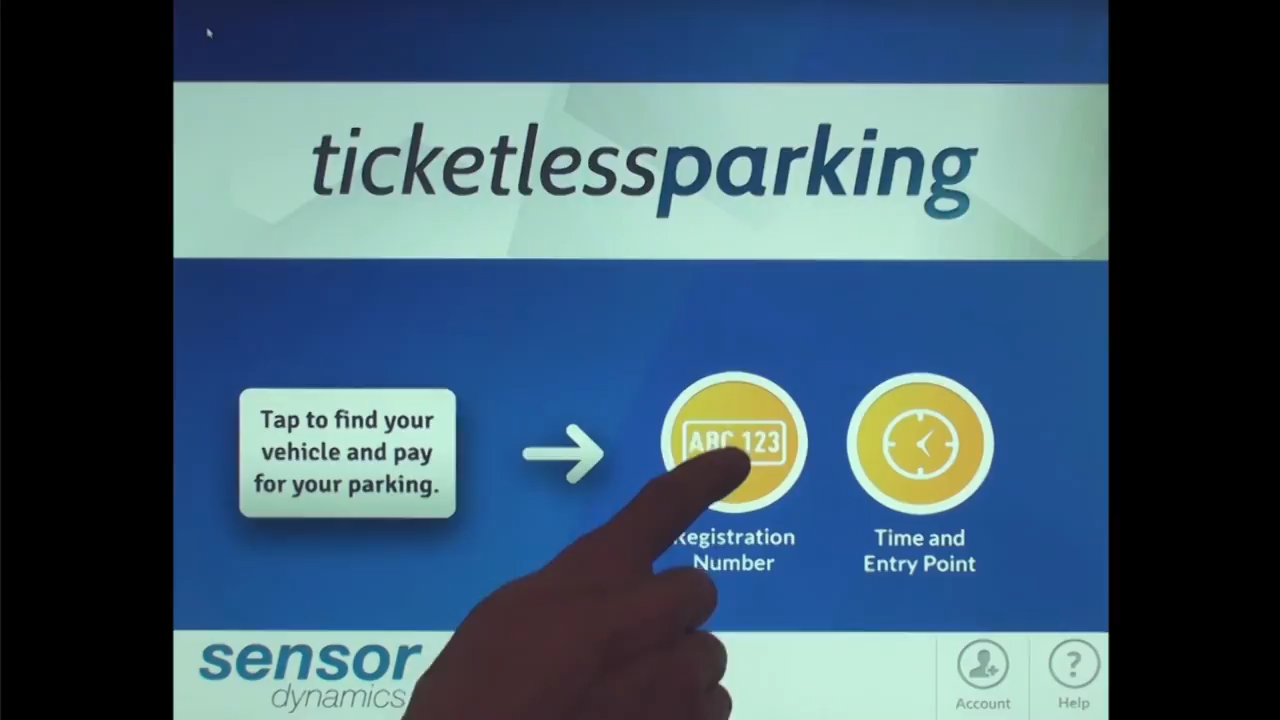 ticketlessparking
Tap to find your
vehicle and pay
for your parking.
ABC 123
Registration
Number
Time and
Entry Point
sensor
dynamics
Account
?
Help